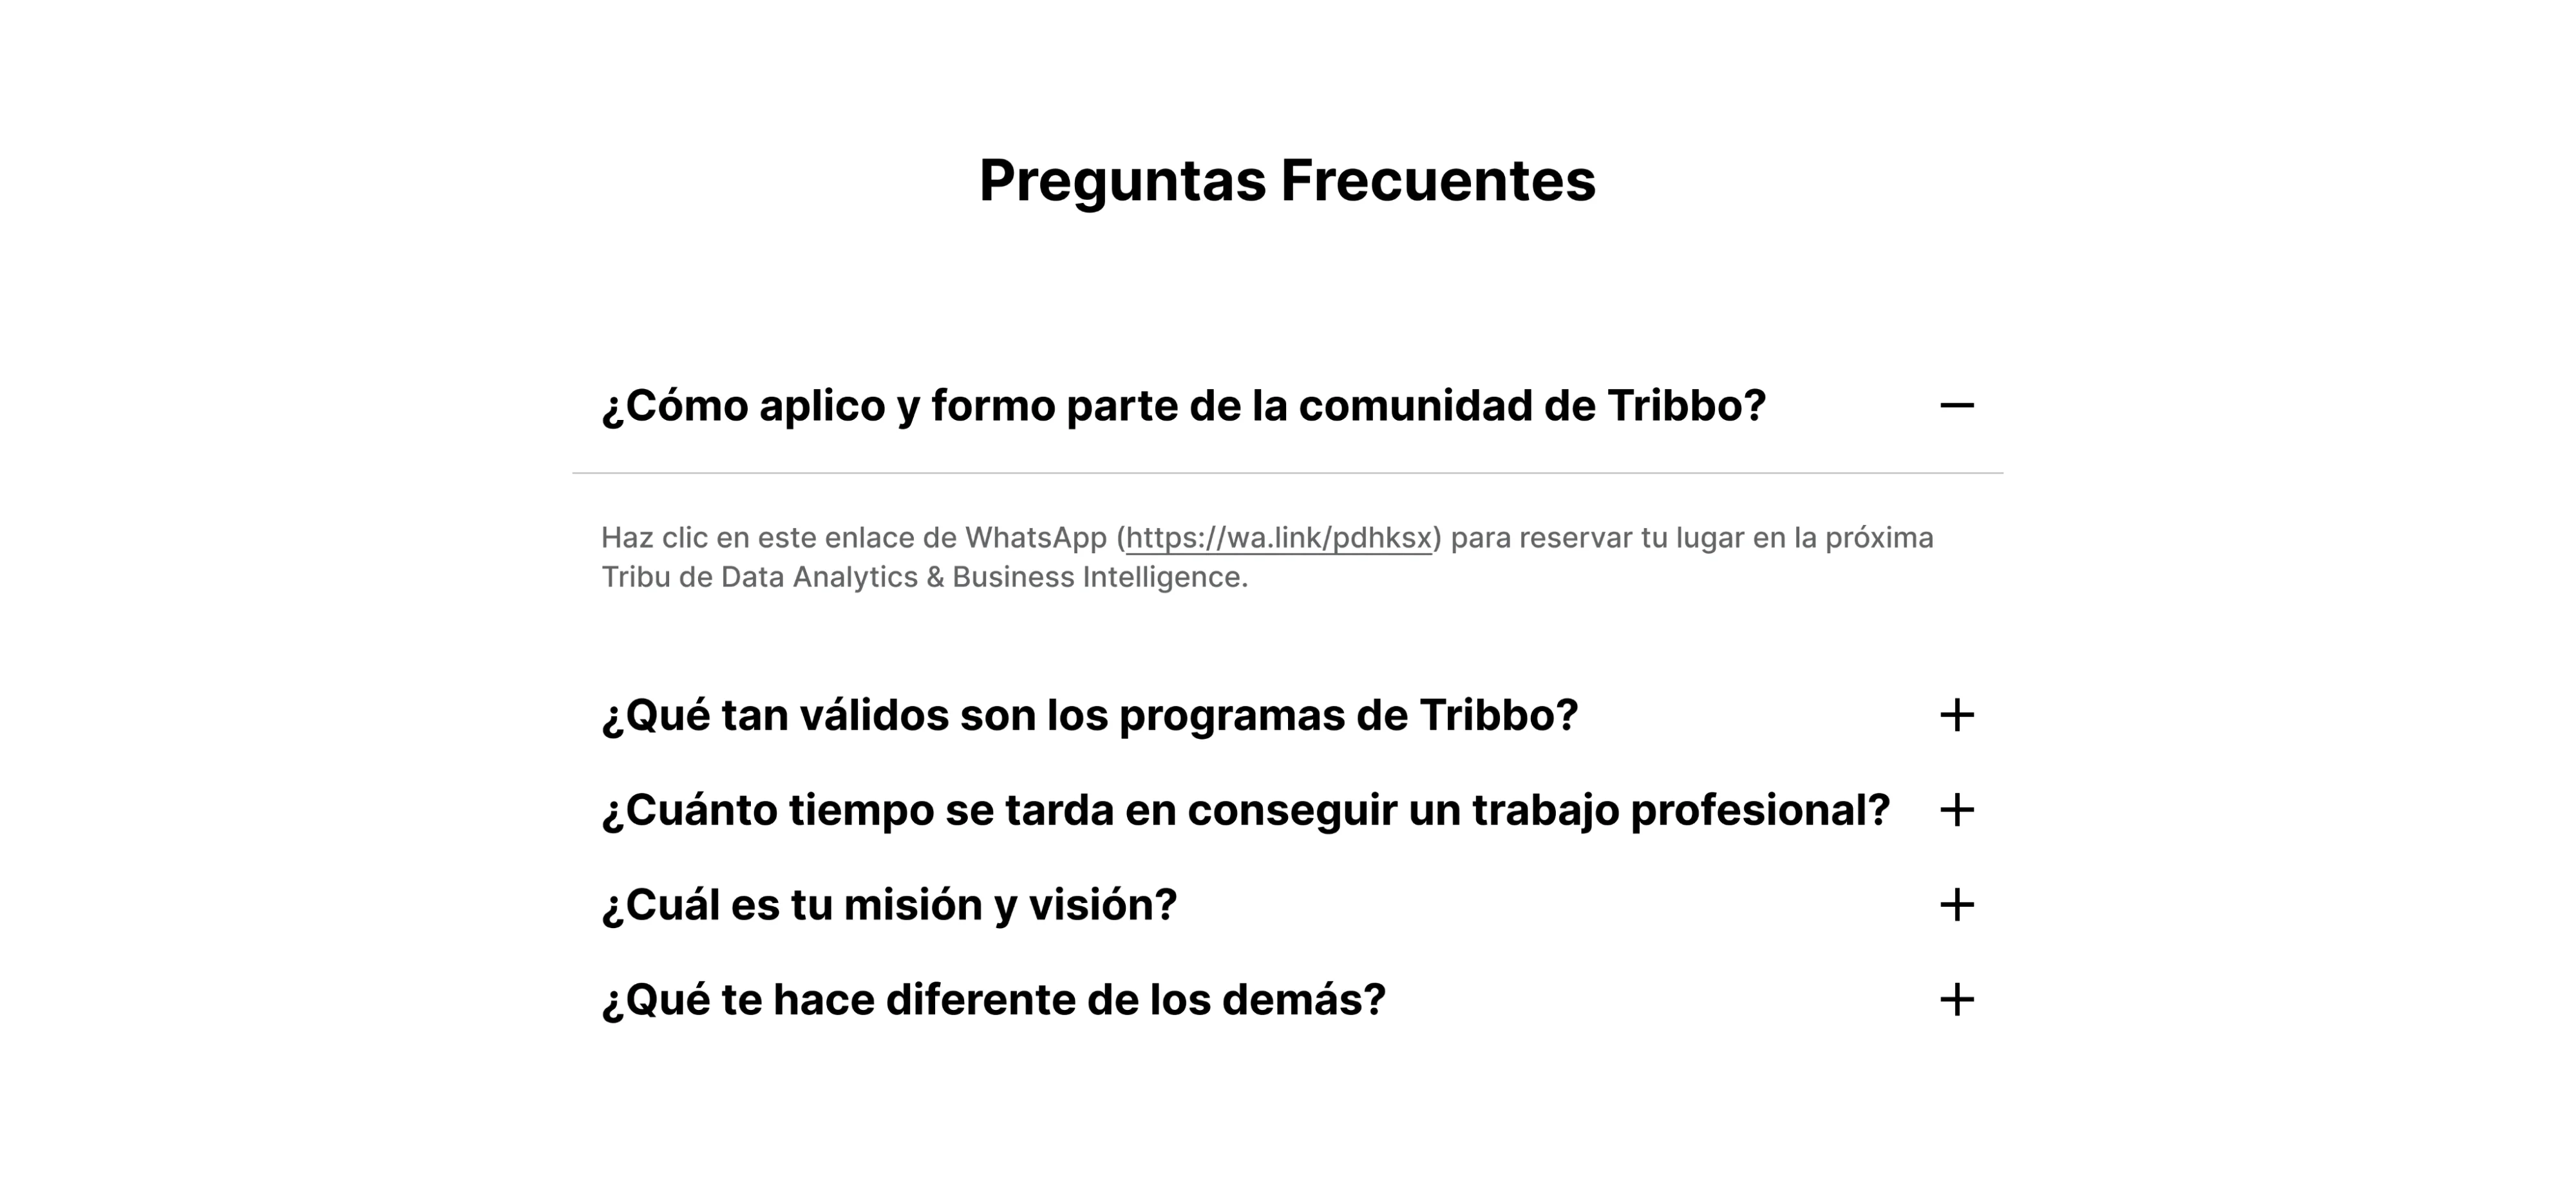 Preguntas Frecuentes
¿Cómo aplico y formo parte de la comunidad de Tribbo?
Haz clic en este enlace de WhatsApp (https://wa.link/pdhksx) para reservar tu lugar en la próxima
Tribu de Data Analytics & Business Intelligence.
¿Qué tan válidos son los programas de Tribbo?
¿Cuánto tiempo se tarda en conseguir un trabajo profesional?
¿Cuál es tu misión y visión?
¿Qué te hace diferente de los demás?